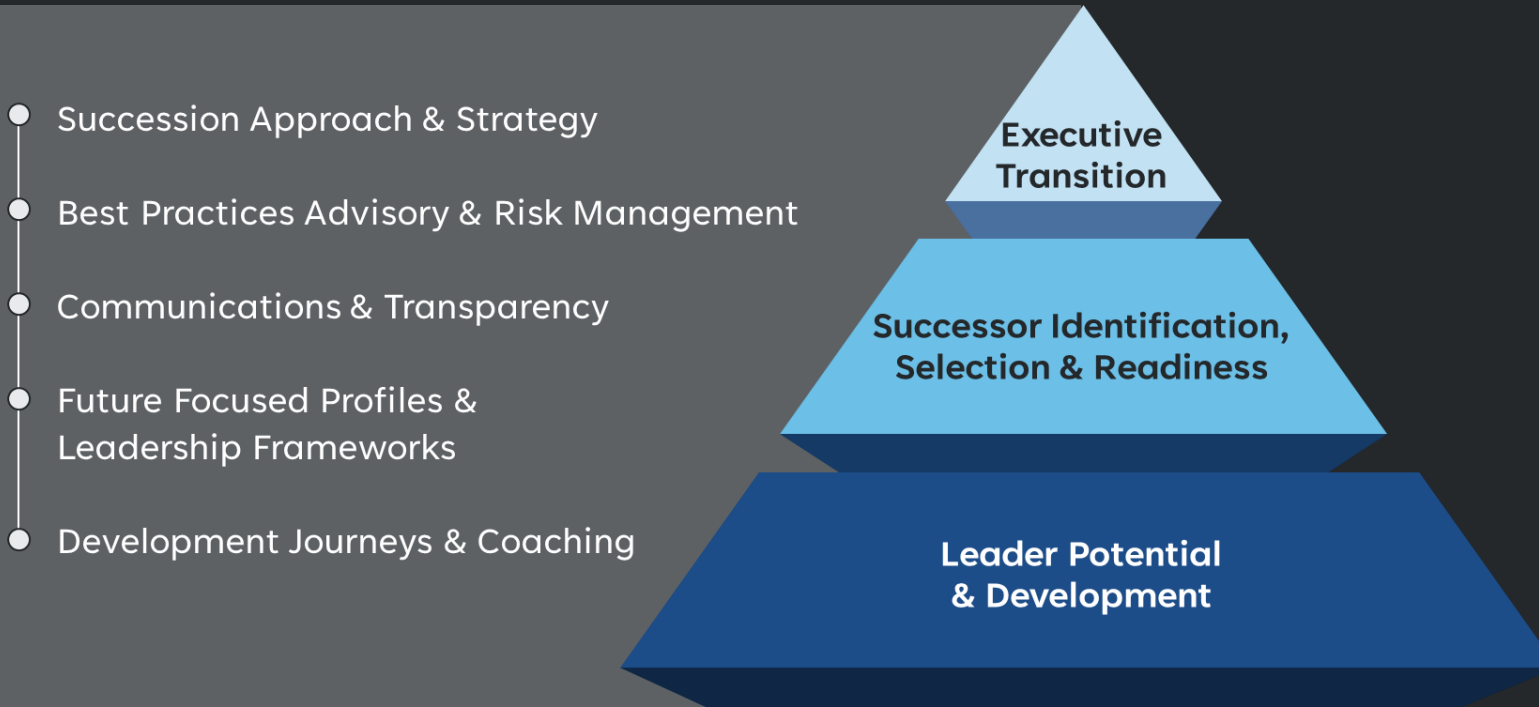 Succession Approach & Strategy
Best Practices Advisory & Risk Management
Communications & Transparency
Future Focused Profiles &
Leadership Frameworks
Development Journeys & Coaching
Executive
Transition
Successor Identification,
Selection & Readiness
Leader Potential
& Development